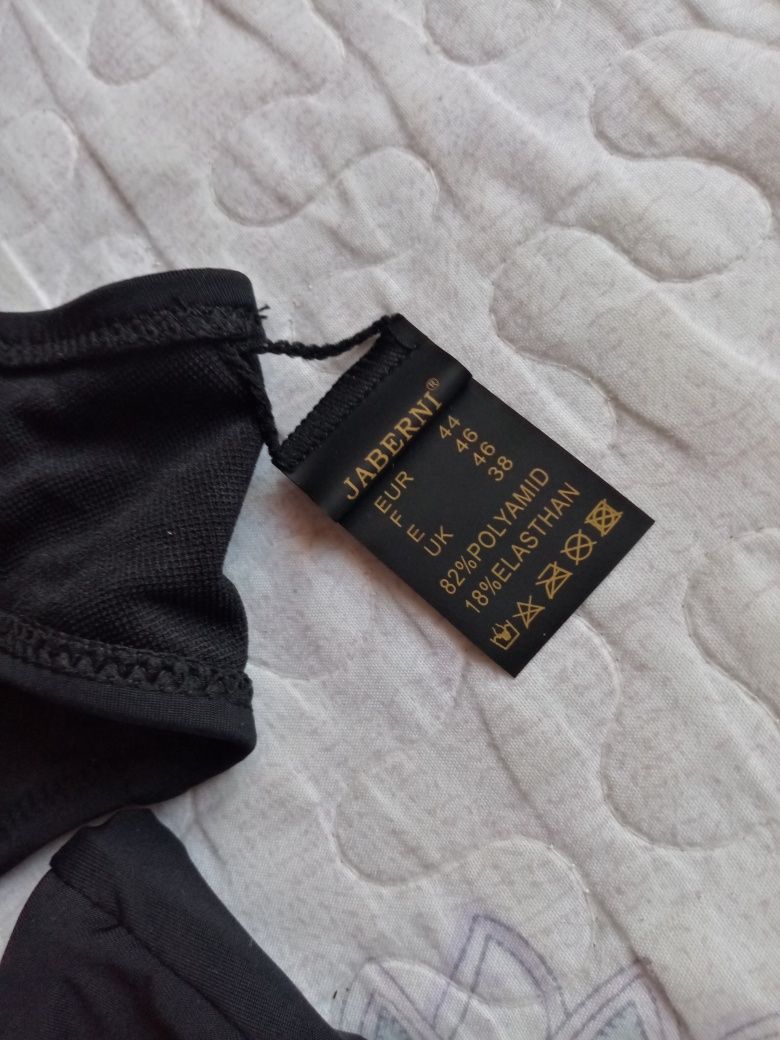 JABERNI®
EUR 44
F 46
E 46
UK 38
82%POLYAMID
18%ELASTHAN